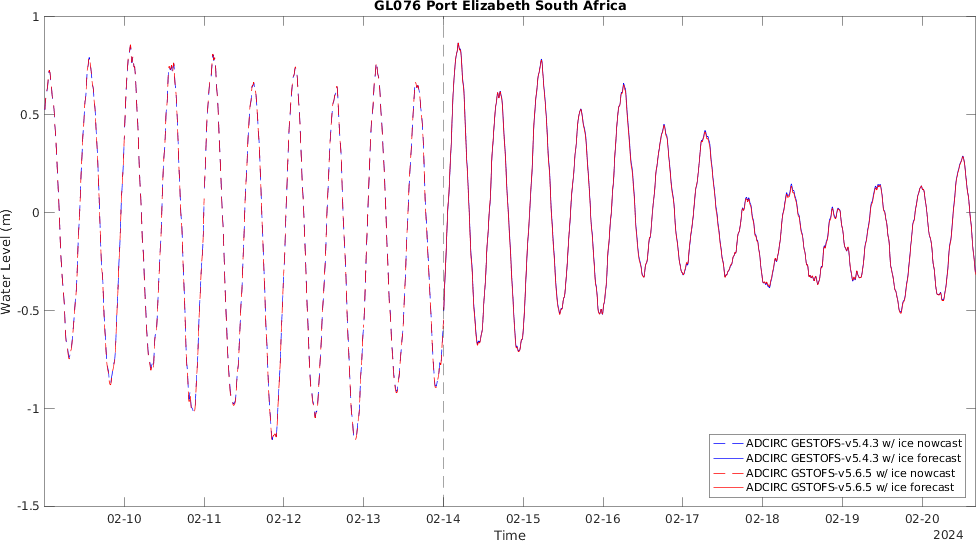 GL076 Port Elizabeth South Africa
Water Level (m)
1
0.5
0
-0.5
-1
-1.5
ADCIRC GESTOFS-v5.4.3 w/ ice nowcast
ADCIRC GESTOFS-v5.4.3 w/ ice forecast
ADCIRC GSTOFS-v5.6.5 w/ ice nowcast
ADCIRC GSTOFS-v5.6.5 w/ ice forecast
02-10 02-11 02-12 02-13 02-14 02-15 02-16 02-17 02-18 02-19 02-20
Time
2024